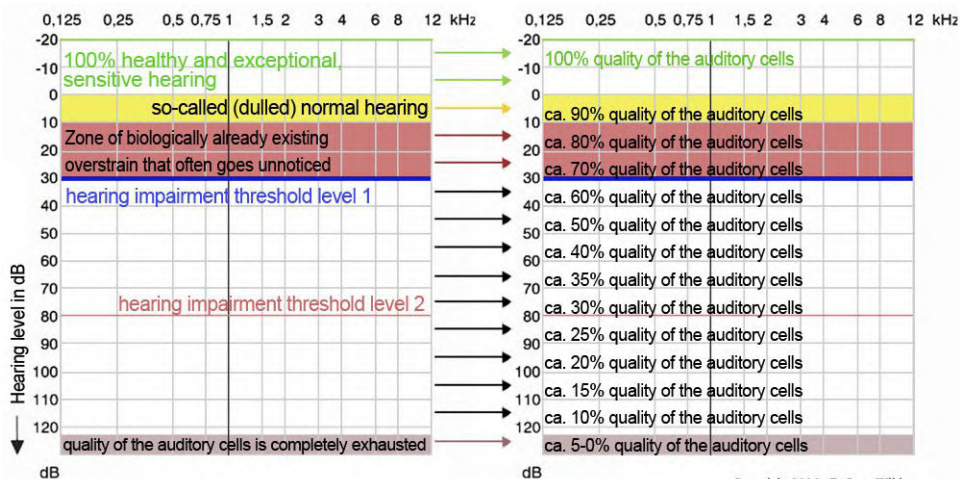 0,125 0,25 0,5 0,75 1 1,5 2 3 4 6 8 12 kHz
-20
-10
0
10
20
30
40
50
60
70
80
90
100
110
120
dB
Hearing level in dB
100% healthy and exceptional,
sensitive hearing
so-called (dulled) normal hearing
Zone of biologically already existing
overstrain that often goes unnoticed
hearing impairment threshold level 1
hearing impairment threshold level 2
quality of the auditory cells is completely exhausted
0,125 0,25 0,5 0,75 1 1,5 2 3 4 6 8 12 kHz
-20
-10
0
10
20
30
40
50
60
70
80
90
100
110
120
dB
100% quality of the auditory cells
ca. 90% quality of the auditory cells
ca. 80% quality of the auditory cells
ca. 70% quality of the auditory cells
ca. 60% quality of the auditory cells
ca. 50% quality of the auditory cells
ca. 40% quality of the auditory cells
ca. 35% quality of the auditory cells
ca. 30% quality of the auditory cells
ca. 25% quality of the auditory cells
ca. 20% quality of the auditory cells
ca. 15% quality of the auditory cells
ca. 10% quality of the auditory cells
ca. 5-0% quality of the auditory cells